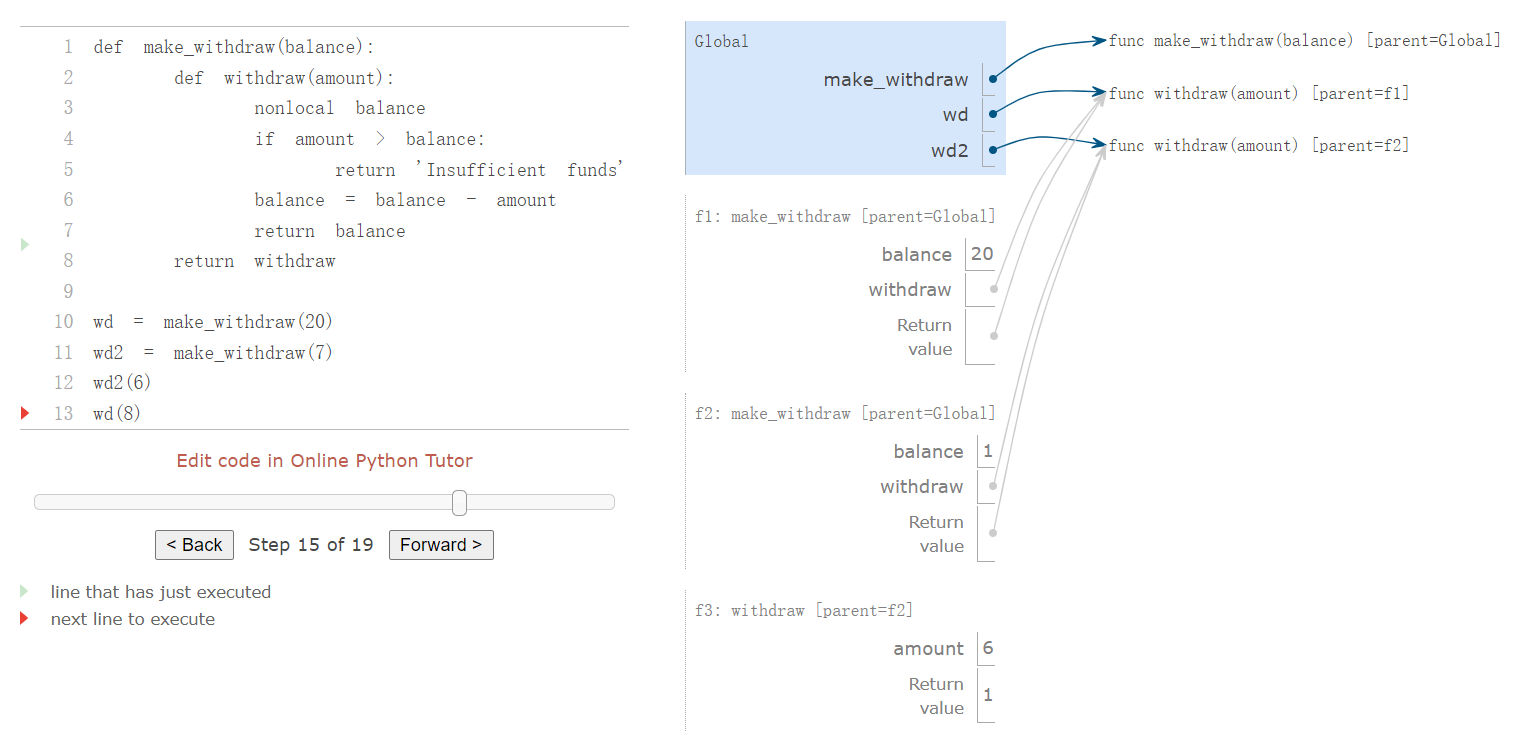 1 def make_withdraw(balance):
2 def withdraw(amount):
3 nonlocal balance
4 if amount > balance:
5 return 'Insufficient funds'
6 balance = balance - amount
7 return balance
8 return withdraw
9
10 wd = make_withdraw(20)
11 wd2 = make_withdraw(7)
12 wd2(6)
13 wd(8)
Edit code in Online Python Tutor
< Back Step 15 of 19 Forward >
line that has just executed
next line to execute
Global
make_withdraw
wd
wd2
func make_withdraw(balance) [parent=Global]
func withdraw(amount) [parent=f1]
func withdraw(amount) [parent=f2]
f1: make_withdraw [parent=Global]
balance 20
withdraw
Return
value
f2: make_withdraw [parent=Global]
balance 1
withdraw
Return
value
f3: withdraw [parent=f2]
amount 6
Return
value 1